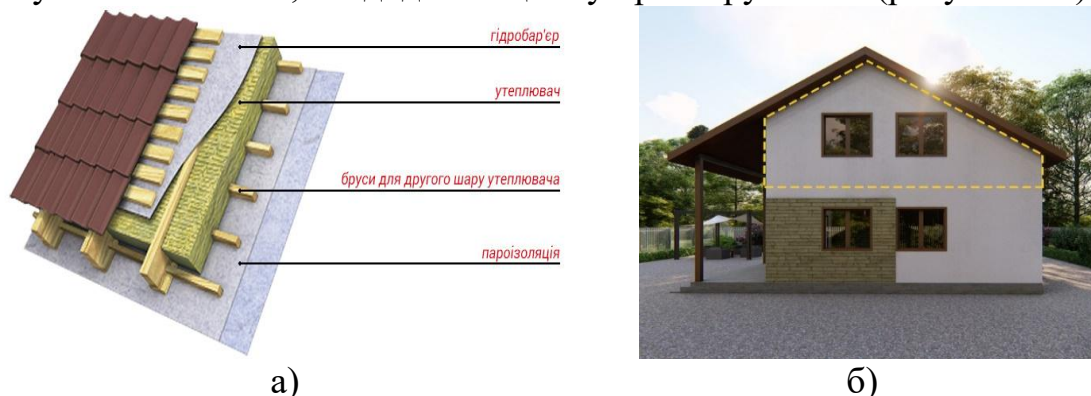 гідробар'єр
утеплювач
бруси для другого шару утеплювача
пароізоляція
а)
б)